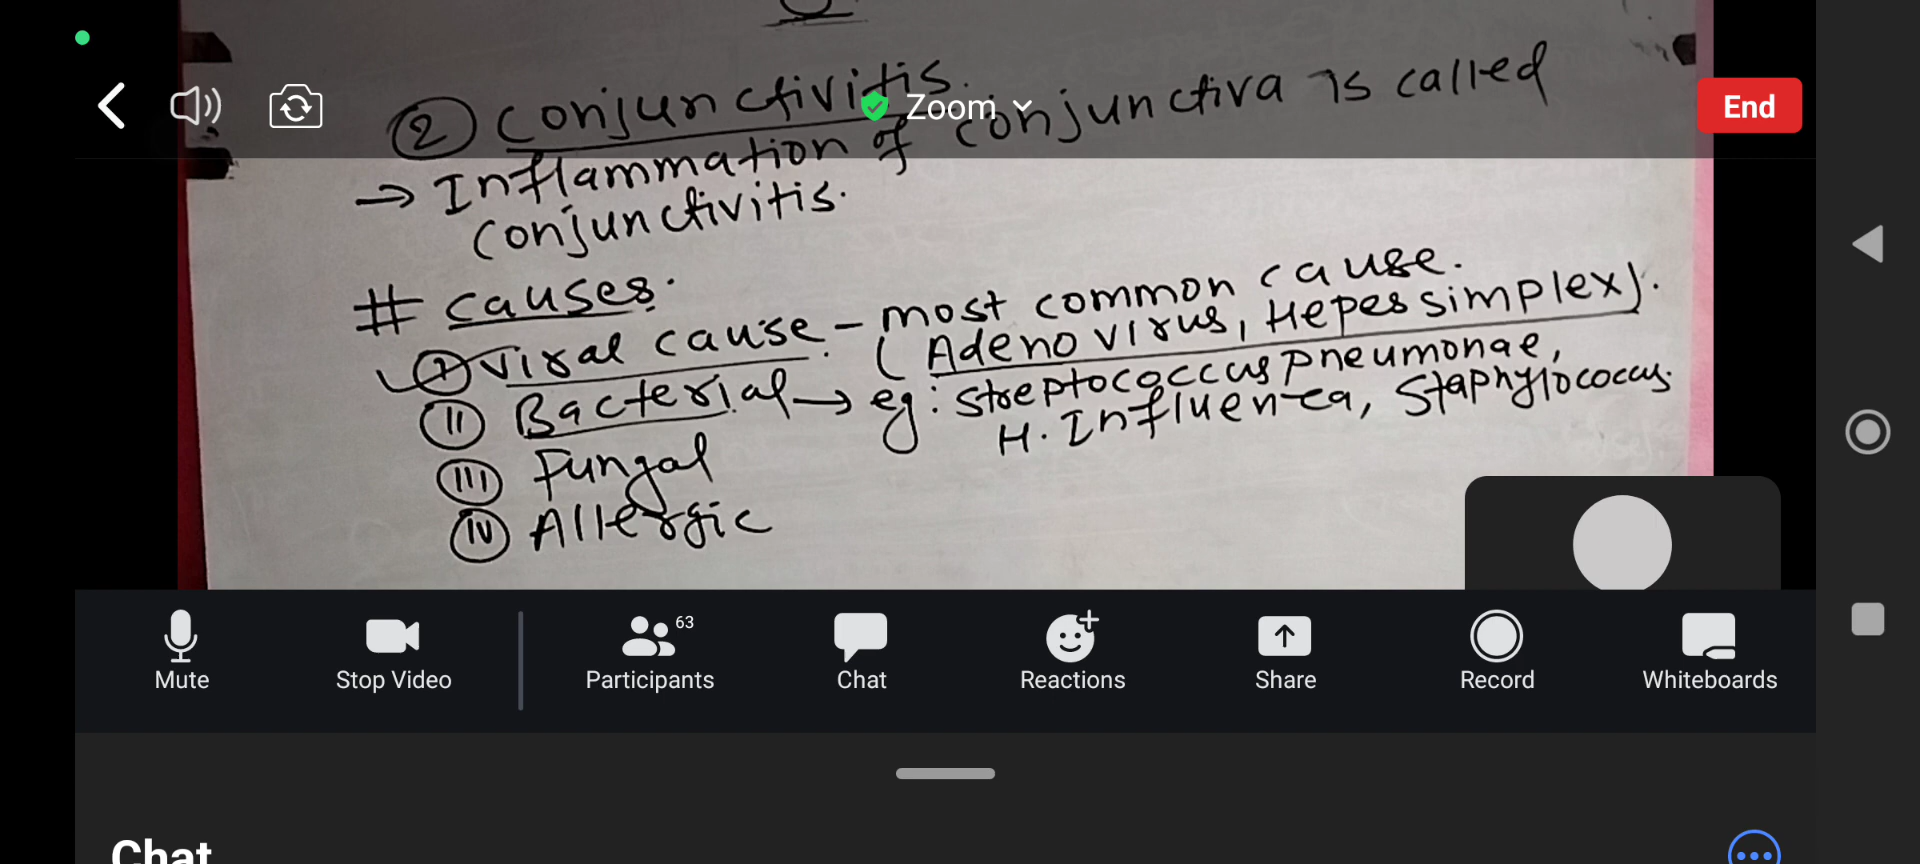 ② Conjunctivitis.
Zoom
End
→ Inflammation of conjunctiva is called
conjunctivitis.
# Causes.
① Viral cause - most common cause.
(Adenovirus, Hepes simplex).
(II) Bacterial → eg: Streptococcus pneumonae,
H. Influenza, Staphylococcus.
(III) Fungal
(IV) Allergic
63
Mute Stop Video Participants Chat Reactions Share Record Whiteboards
Chat